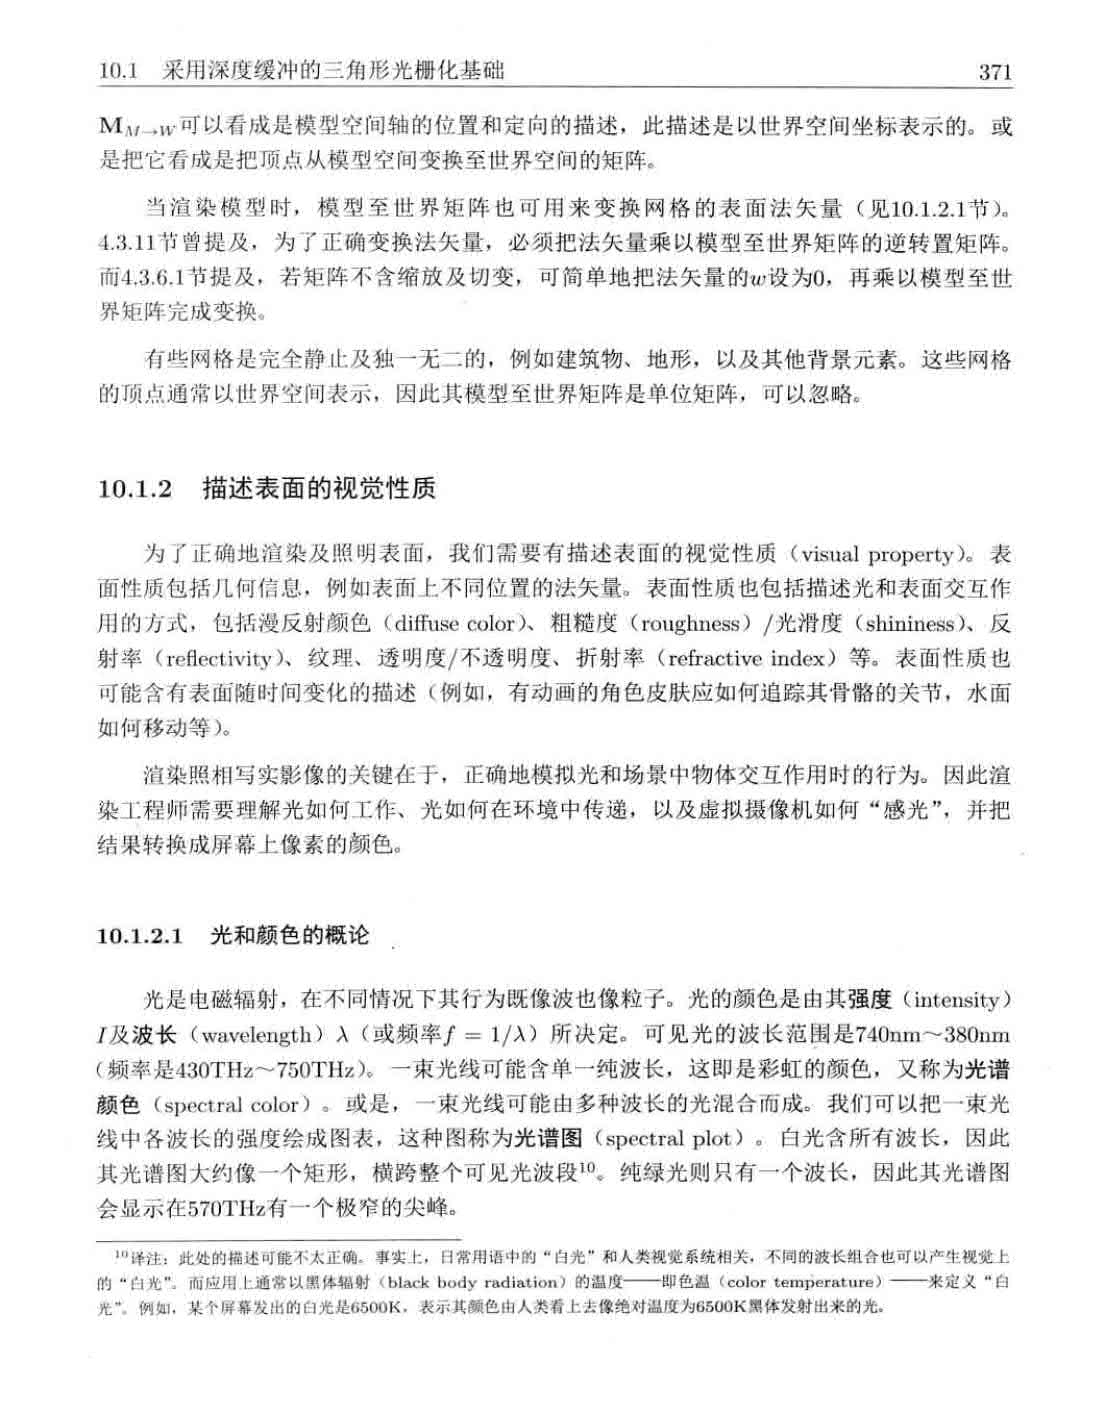 10.1 采用深度缓冲的三角形光栅化基础 371
M_{M→W}可以看成是模型空间轴的位置和定向的描述，此描述是以世界空间坐标表示的。或
是把它看成是把顶点从模型空间变换至世界空间的矩阵。
当渲染模型时，模型至世界矩阵也可用来变换网格的表面法矢量（见10.1.2.1节）。
4.3.11节曾提及，为了正确变换法矢量，必须把法矢量乘以模型至世界矩阵的逆转置矩阵。
而4.3.6.1节提及，若矩阵不含缩放及切变，可简单地把法矢量的w设为0，再乘以模型至世
界矩阵完成变换。
有些网格是完全静止及独一无二的，例如建筑物、地形，以及其他背景元素。这些网格
的顶点通常以世界空间表示，因此其模型至世界矩阵是单位矩阵，可以忽略。
10.1.2 描述表面的视觉性质
为了正确地渲染及照明表面，我们需要有描述表面的视觉性质（visual property）。表
面性质包括几何信息，例如表面上不同位置的法矢量。表面性质也包括描述光和表面交互作
用的方式，包括漫反射颜色（diffuse color）、粗糙度（roughness）/光滑度（shininess）、反
射率（reflectivity）、纹理、透明度/不透明度、折射率（refractive index）等。表面性质也
可能含有表面随时间变化的描述（例如，有动画的角色皮肤应如何追踪其骨骼的关节，水面
如何移动等）。
渲染照相写实影像的关键在于，正确地模拟光和场景中物体交互作用时的行为。因此渲
染工程师需要理解光如何工作、光如何在环境中传递，以及虚拟摄像机如何“感光”，并把
结果转换成屏幕上像素的颜色。
10.1.2.1 光和颜色的概论
光是电磁辐射，在不同情况下其行为既像波也像粒子。光的颜色是由其强度（intensity）
I及波长（wavelength）λ（或频率f = 1/λ）所决定。可见光的波长范围是740nm～380nm
（频率是430THz～750THz）。一束光线可能含单一纯波长，这即是彩虹的颜色，又称为光谱
颜色（spectral color）。或是，一束光线可能由多种波长的光混合而成。我们可以把一束光
线中各波长的强度绘成图表，这种图称为光谱图（spectral plot）。白光含所有波长，因此
其光谱图大约像一个矩形，横跨整个可见光波段¹⁰。纯绿光则只有一个波长，因此其光谱图
会显示在570THz有一个极窄的尖峰。
¹⁰译注：此处的描述可能不太正确。事实上，日常用语中的“白光”和人类视觉系统相关，不同的波长组合也可以产生视觉上
的“白光”。而应用上通常以黑体辐射（black body radiation）的温度——即色温（color temperature）——来定义“白
光”。例如，某个屏幕发出的白光是6500K，表示其颜色由人类看上去像绝对温度为6500K黑体发射出来的光。